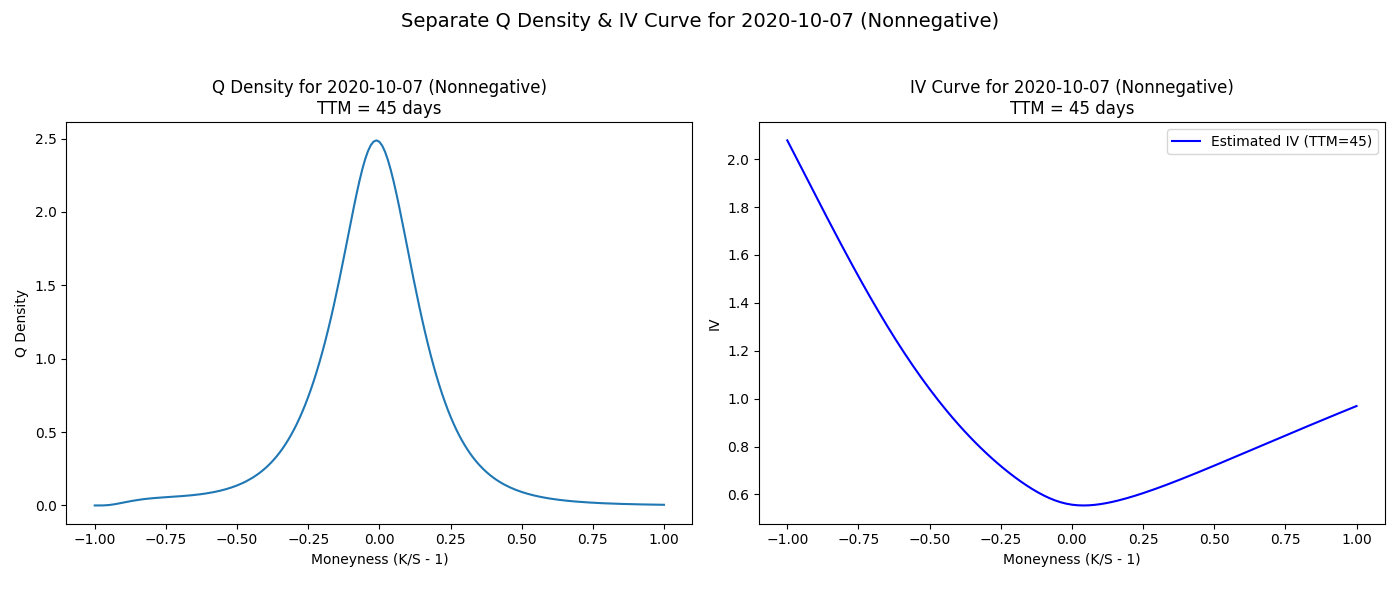 Separate Q Density & IV Curve for 2020-10-07 (Nonnegative)
Q Density for 2020-10-07 (Nonnegative)
TTM = 45 days
2.5
2.0
1.5
1.0
0.5
0.0
Q Density
−1.00 −0.75 −0.50 −0.25 0.00 0.25 0.50 0.75 1.00
Moneyness (K/S - 1)
IV Curve for 2020-10-07 (Nonnegative)
TTM = 45 days
Estimated IV (TTM=45)
2.0
1.8
1.6
1.4
1.2
1.0
0.8
0.6
IV
−1.00 −0.75 −0.50 −0.25 0.00 0.25 0.50 0.75 1.00
Moneyness (K/S - 1)